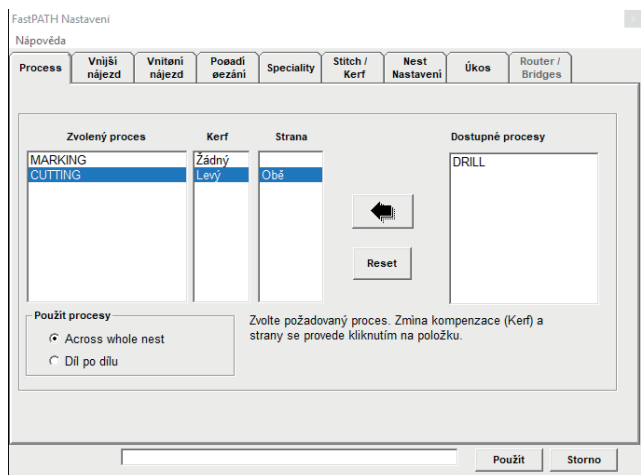 FastPATH Nastavení
x
Nápověda
Process
Vnìjší nájezd
Vnitøní nájezd
Poøadí øezání
Speciality
Stitch / Kerf
Nest Nastavení
Úkos
Router / Bridges
Zvolený proces Kerf Strana Dostupné procesy
MARKING Žádný DRILL
CUTTING Levý Obě
Reset
Použít procesy
Across whole nest
Díl po dílu
Zvolte požadovaný proces. Zmìna kompenzace (Kerf) a
strany se provede kliknutím na položku.
Použít Storno